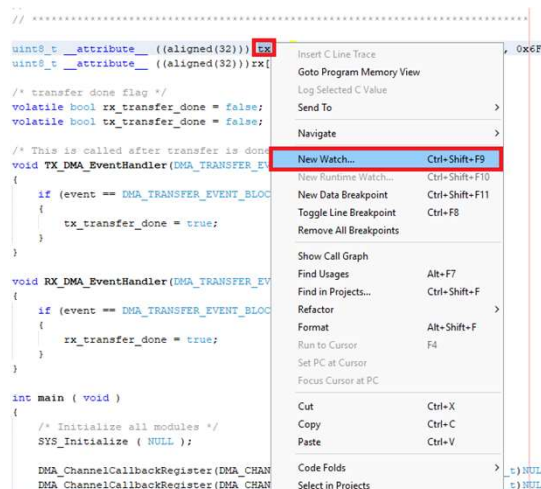 // ****************************************************************************
uint8_t __attribute__ ((aligned(32))) tx , 0x6F
uint8_t __attribute__ ((aligned(32)))rx[
/* transfer done flag */
volatile bool rx_transfer_done = false;
volatile bool tx_transfer_done = false;
/* This is called after transfer is done
void TX_DMA_EventHandler(DMA_TRANSFER_EV
{
if (event == DMA_TRANSFER_EVENT_BLOC
{
tx_transfer_done = true;
}
}
void RX_DMA_EventHandler(DMA_TRANSFER_EV
{
if (event == DMA_TRANSFER_EVENT_BLOC
{
rx_transfer_done = true;
}
}
int main ( void )
{
/* Initialize all modules */
SYS_Initialize ( NULL );
DMA_ChannelCallbackRegister(DMA_CHAN _t)NUL
DMA_ChannelCallbackRegister(DMA_CHAN t)NUL
Insert C Line Trace
Goto Program Memory View
Log Selected C Value
Send To >
Navigate >
New Watch... Ctrl+Shift+F9
New Runtime Watch... Ctrl+Shift+F10
New Data Breakpoint Ctrl+Shift+F11
Toggle Line Breakpoint Ctrl+F8
Remove All Breakpoints
Show Call Graph
Find Usages Alt+F7
Find in Projects... Ctrl+Shift+F
Refactor >
Format Alt+Shift+F
Run to Cursor F4
Set PC at Cursor
Focus Cursor at PC
Cut Ctrl+X
Copy Ctrl+C
Paste Ctrl+V
Code Folds >
Select in Projects